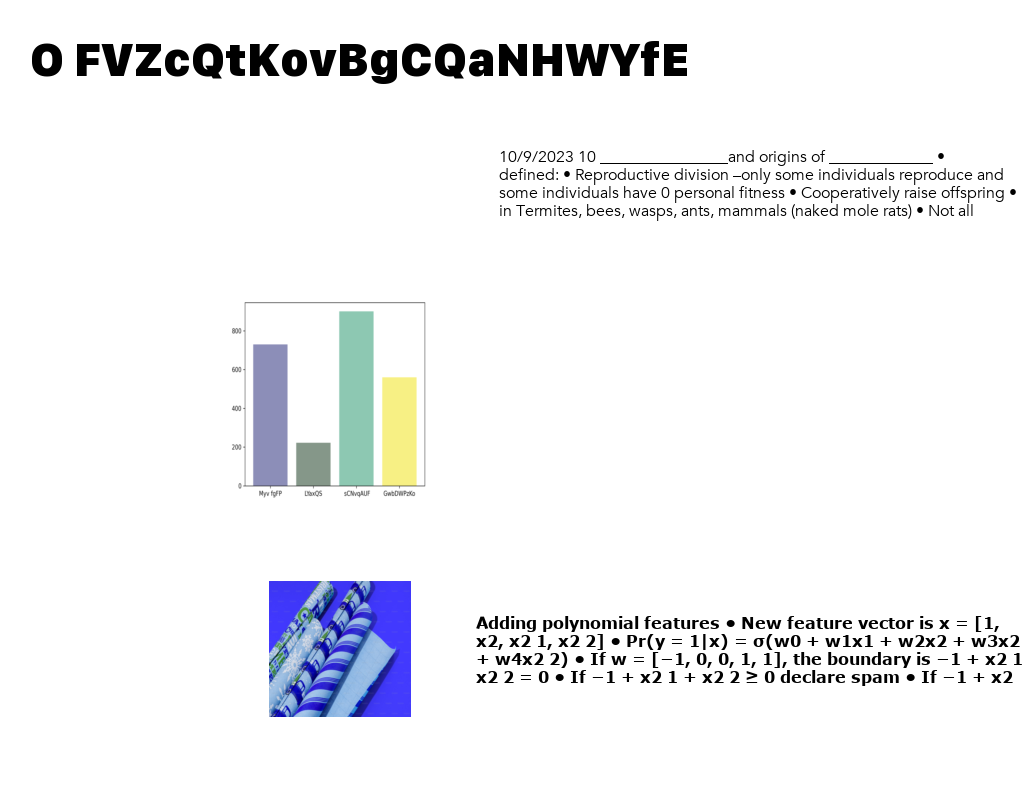 O FVZcQtKovBgCQaNHWYfE
10/9/2023 10 ________________and origins of _____________ •
defined: • Reproductive division –only some individuals reproduce and
some individuals have 0 personal fitness • Cooperatively raise offspring •
in Termites, bees, wasps, ants, mammals (naked mole rats) • Not all
800
600
400
200
0
Myv fgFP LYaxQS sCNvqAUF GwbDWPzKo
Adding polynomial features • New feature vector is x = [1,
x2, x2 1, x2 2] • Pr(y = 1|x) = σ(w0 + w1x1 + w2x2 + w3x2
+ w4x2 2) • If w = [−1, 0, 0, 1, 1], the boundary is −1 + x2 1
x2 2 = 0 • If −1 + x2 1 + x2 2 ≥ 0 declare spam • If −1 + x2